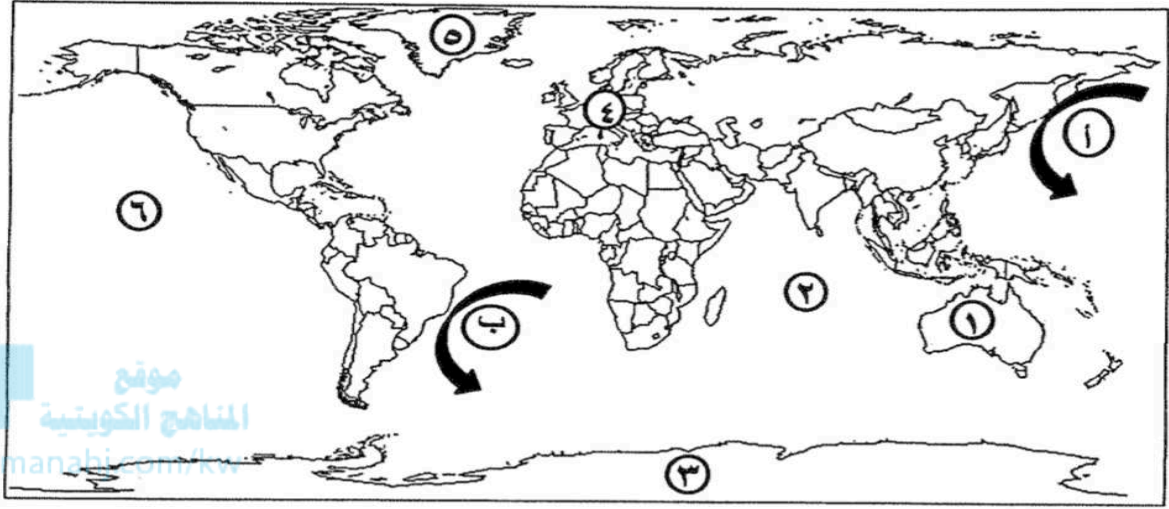 ٥
٤
أ
٦
٢
١
ب
موقع
المناهج الكويتية
manahj.com/kw
٣